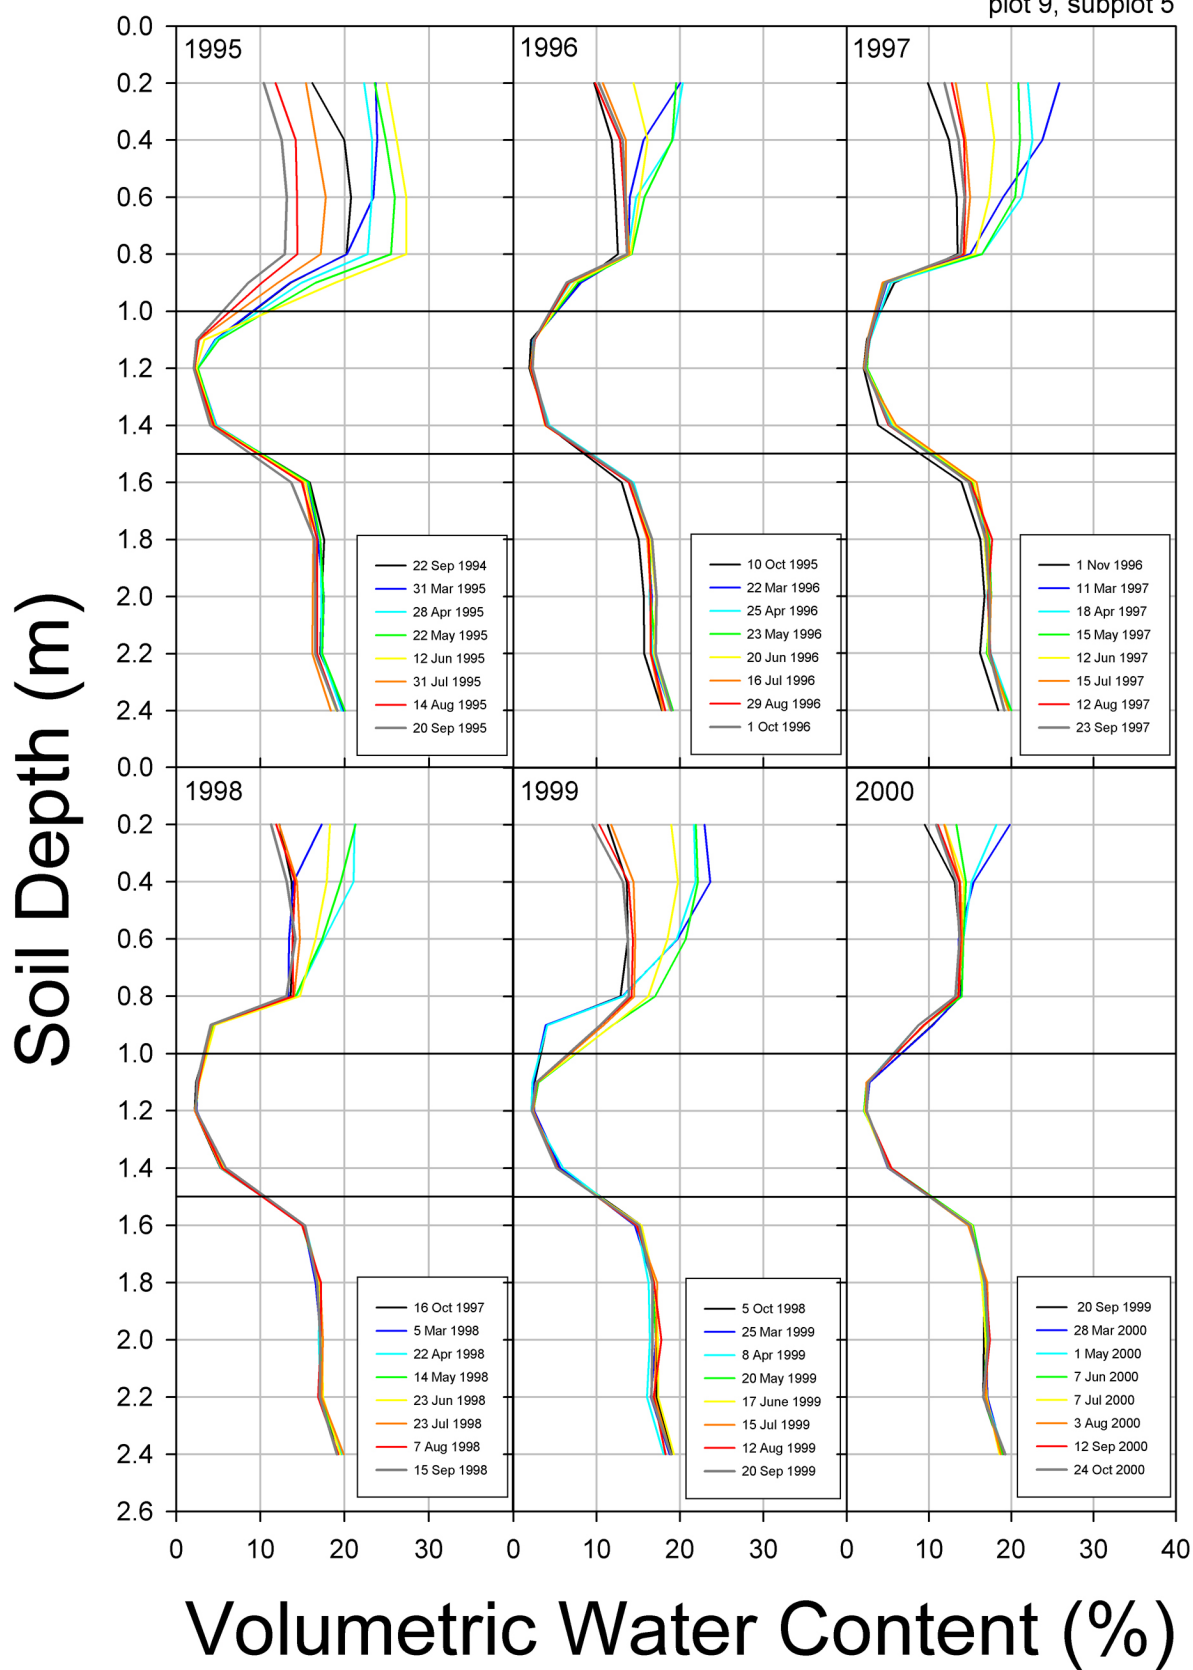 plot 9, subplot 5
Soil Depth (m)
0.0
0.2
0.4
0.6
0.8
1.0
1.2
1.4
1.6
1.8
2.0
2.2
2.4
1995
22 Sep 1994
31 Mar 1995
28 Apr 1995
22 May 1995
12 Jun 1995
31 Jul 1995
14 Aug 1995
20 Sep 1995
1996
10 Oct 1995
22 Mar 1996
25 Apr 1996
23 May 1996
20 Jun 1996
16 Jul 1996
29 Aug 1996
1 Oct 1996
1997
1 Nov 1996
11 Mar 1997
18 Apr 1997
15 May 1997
12 Jun 1997
15 Jul 1997
12 Aug 1997
23 Sep 1997
0.0
0.2
0.4
0.6
0.8
1.0
1.2
1.4
1.6
1.8
2.0
2.2
2.4
2.6
1998
16 Oct 1997
5 Mar 1998
22 Apr 1998
14 May 1998
23 Jun 1998
23 Jul 1998
7 Aug 1998
15 Sep 1998
1999
5 Oct 1998
25 Mar 1999
8 Apr 1999
20 May 1999
17 June 1999
15 Jul 1999
12 Aug 1999
20 Sep 1999
2000
20 Sep 1999
28 Mar 2000
1 May 2000
7 Jun 2000
7 Jul 2000
3 Aug 2000
12 Sep 2000
24 Oct 2000
0 10 20 30 0 10 20 30 0 10 20 30 40
Volumetric Water Content (%)